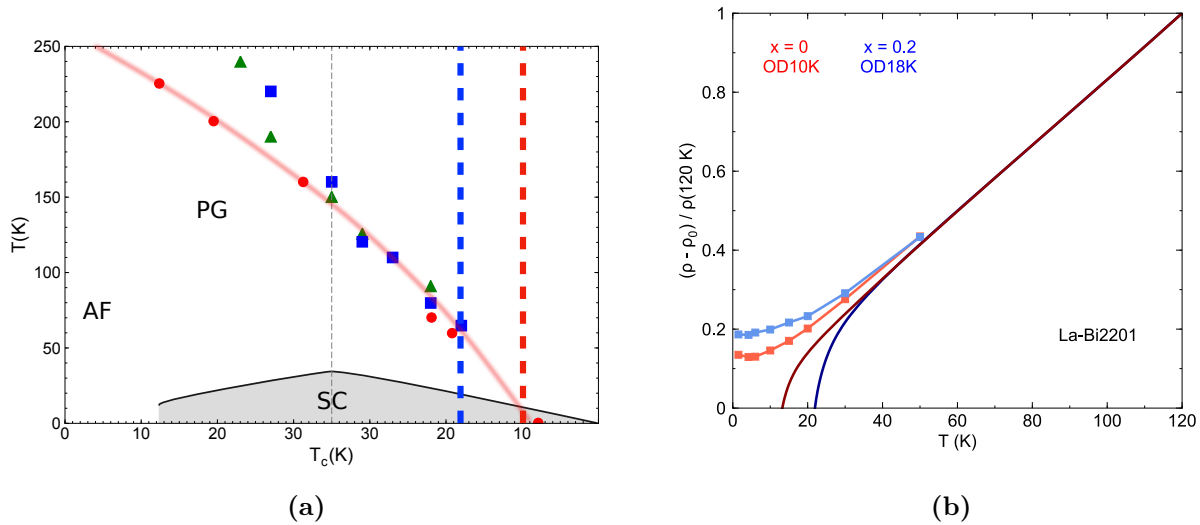 250
200
150
100
50
0
T(K)
PG
AF
SC
0 10 20 30 30 20 10
T_c(K)
(a)
1
0.8
0.6
0.4
0.2
0
(ρ - ρ₀) / ρ(120 K)
x = 0 x = 0.2
OD10K OD18K
La-Bi2201
0 20 40 60 80 100 120
T (K)
(b)